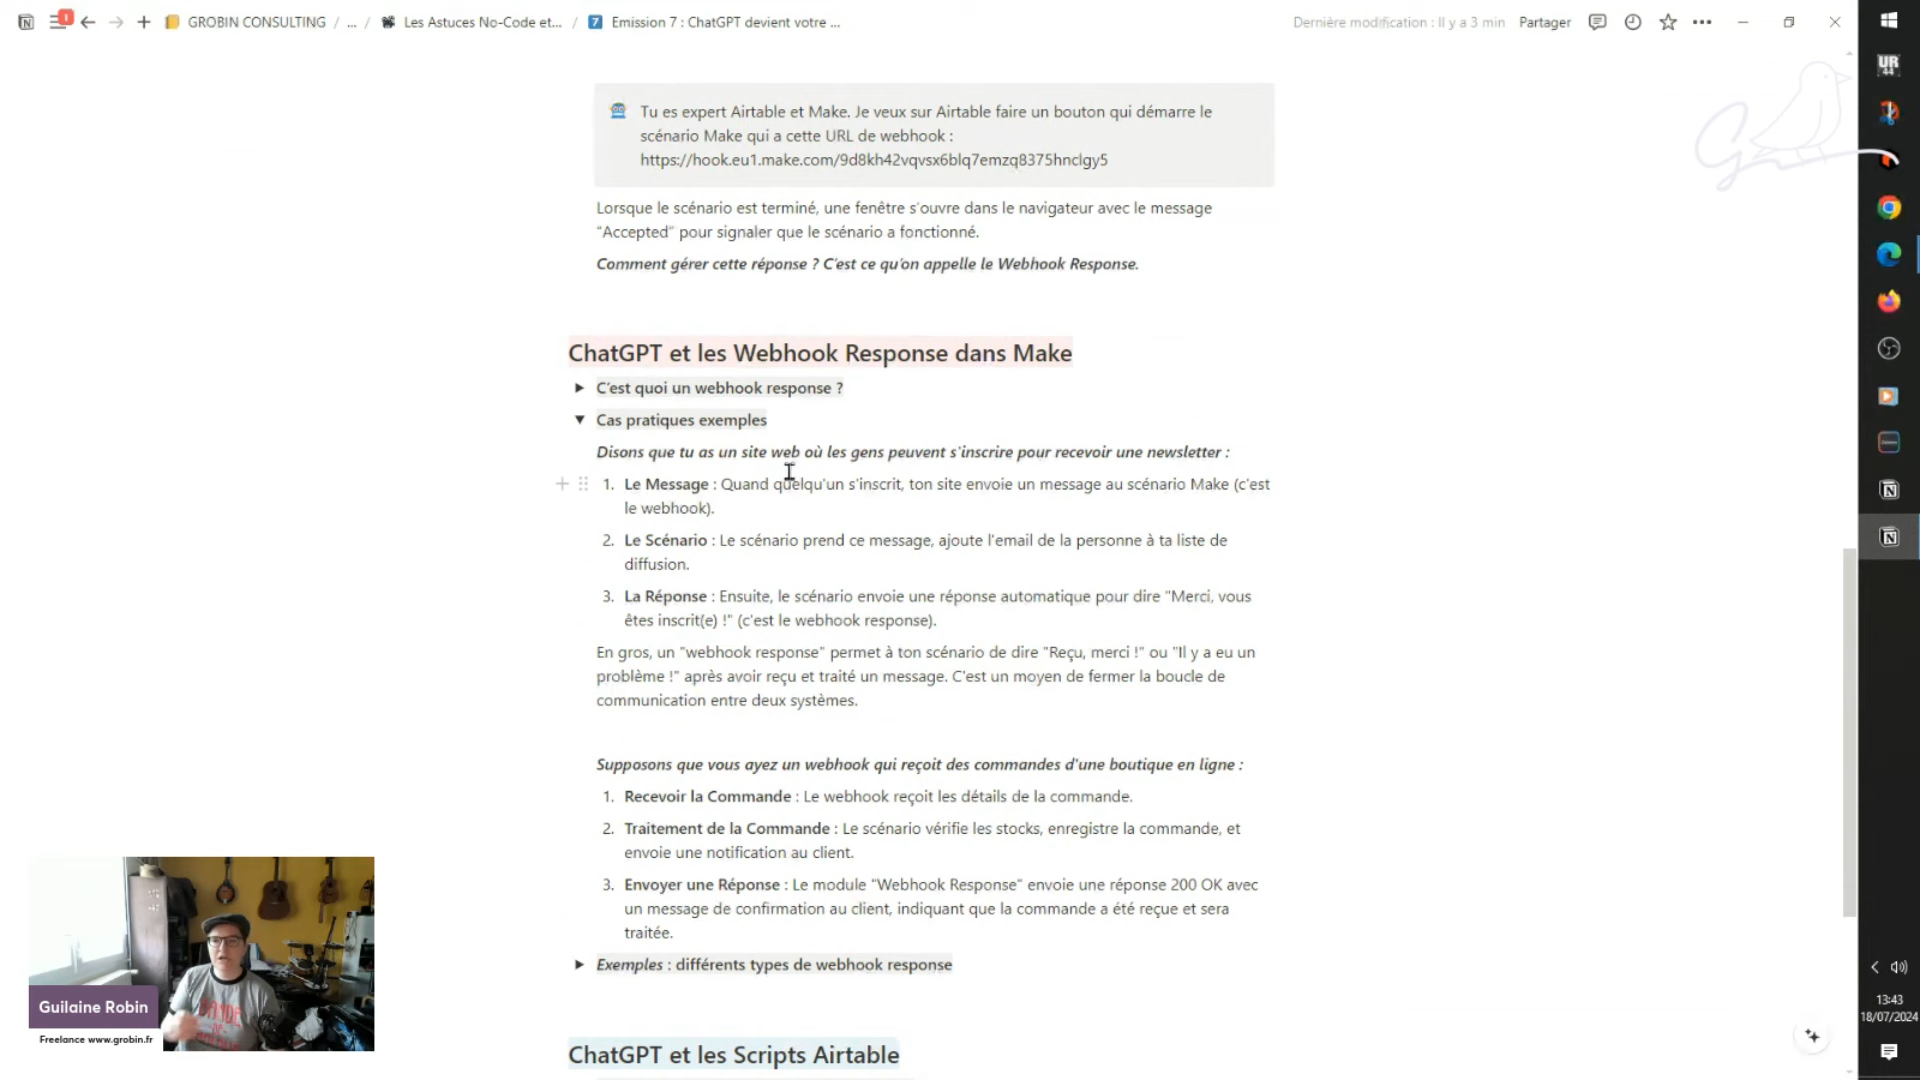 GROBIN CONSULTING / ... / Les Astuces No-Code et... / 7 Emission 7 : ChatGPT devient votre ...
Dernière modification : Il y a 3 min Partager
Tu es expert Airtable et Make. Je veux sur Airtable faire un bouton qui démarre le
scénario Make qui a cette URL de webhook :
https://hook.eu1.make.com/9d8kh42vqvsx6blq7emzq8375hnclgy5
Lorsque le scénario est terminé, une fenêtre s'ouvre dans le navigateur avec le message
"Accepted" pour signaler que le scénario a fonctionné.
Comment gérer cette réponse ? C'est ce qu'on appelle le Webhook Response.
ChatGPT et les Webhook Response dans Make
C'est quoi un webhook response ?
Cas pratiques exemples
Disons que tu as un site web où les gens peuvent s'inscrire pour recevoir une newsletter :
1. Le Message : Quand quelqu'un s'inscrit, ton site envoie un message au scénario Make (c'est
le webhook).
2. Le Scénario : Le scénario prend ce message, ajoute l'email de la personne à ta liste de
diffusion.
3. La Réponse : Ensuite, le scénario envoie une réponse automatique pour dire "Merci, vous
êtes inscrit(e) !" (c'est le webhook response).
En gros, un "webhook response" permet à ton scénario de dire "Reçu, merci !" ou "Il y a eu un
problème !" après avoir reçu et traité un message. C'est un moyen de fermer la boucle de
communication entre deux systèmes.
Supposons que vous ayez un webhook qui reçoit des commandes d'une boutique en ligne :
1. Recevoir la Commande : Le webhook reçoit les détails de la commande.
2. Traitement de la Commande : Le scénario vérifie les stocks, enregistre la commande, et
envoie une notification au client.
3. Envoyer une Réponse : Le module "Webhook Response" envoie une réponse 200 OK avec
un message de confirmation au client, indiquant que la commande a été reçue et sera
traitée.
Exemples : différents types de webhook response
ChatGPT et les Scripts Airtable
Guilaine Robin
Freelance www.grobin.fr
UR
44
13:43
18/07/2024